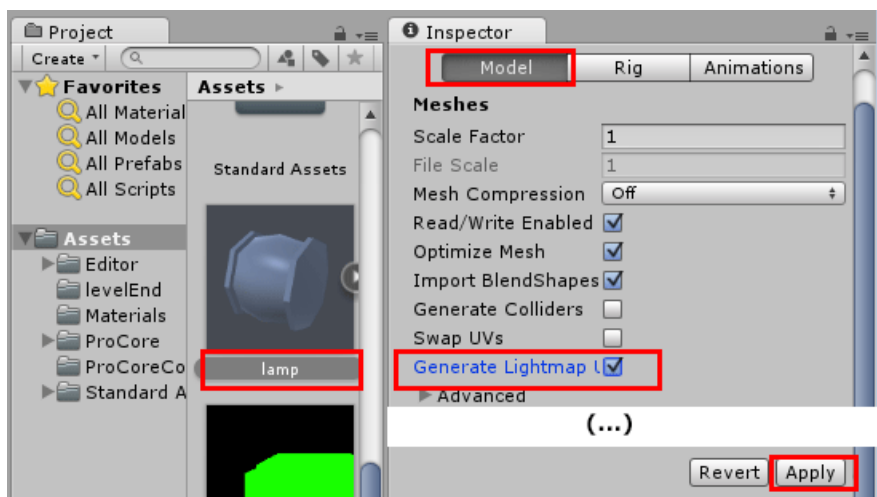 Project
Create
Favorites
All Material
All Models
All Prefabs
All Scripts
Assets
Editor
levelEnd
Materials
ProCore
ProCoreCo
Standard A
Assets
Standard Assets
lamp
Inspector
Model Rig Animations
Meshes
Scale Factor 1
File Scale 1
Mesh Compression Off
Read/Write Enabled
Optimize Mesh
Import BlendShapes
Generate Colliders
Swap UVs
Generate Lightmap U
Advanced
(...)
Revert Apply